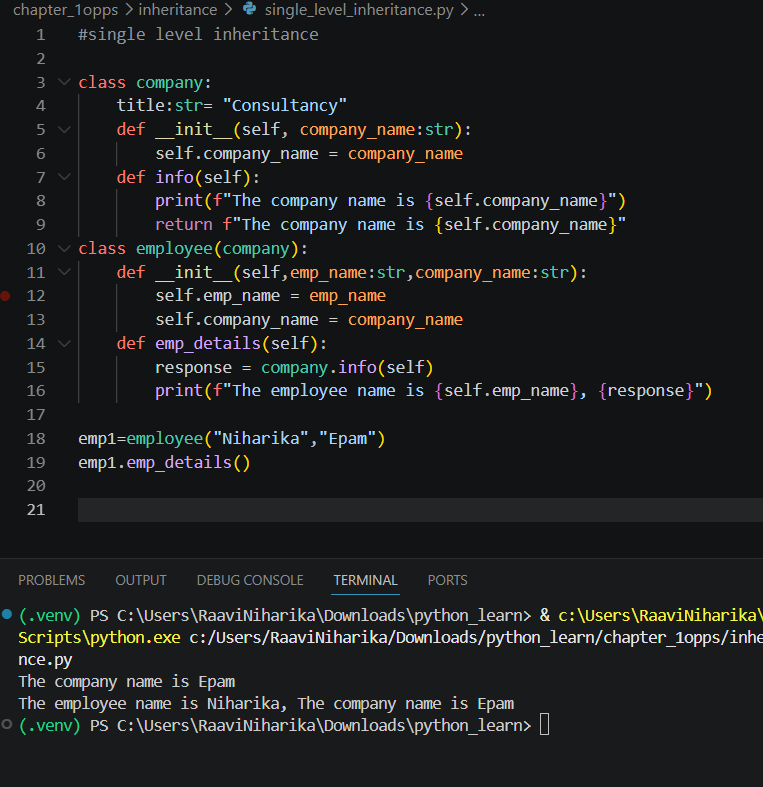 chapter_1opps > inheritance > single_level_inheritance.py > ...
1 #single level inheritance
2
3 class company:
4     title:str= "Consultancy"
5     def __init__(self, company_name:str):
6         self.company_name = company_name
7     def info(self):
8         print(f"The company name is {self.company_name}")
9         return f"The company name is {self.company_name}"
10 class employee(company):
11     def __init__(self,emp_name:str,company_name:str):
12         self.emp_name = emp_name
13         self.company_name = company_name
14     def emp_details(self):
15         response = company.info(self)
16         print(f"The employee name is {self.emp_name}, {response}")
17
18 emp1=employee("Niharika","Epam")
19 emp1.emp_details()
20
21
PROBLEMS OUTPUT DEBUG CONSOLE TERMINAL PORTS
(.venv) PS C:\Users\RaaviNiharika\Downloads\python_learn> & c:\Users\RaaviNiharika\
Scripts\python.exe c:/Users/RaaviNiharika/Downloads/python_learn/chapter_1opps/inhe
nce.py
The company name is Epam
The employee name is Niharika, The company name is Epam
(.venv) PS C:\Users\RaaviNiharika\Downloads\python_learn>